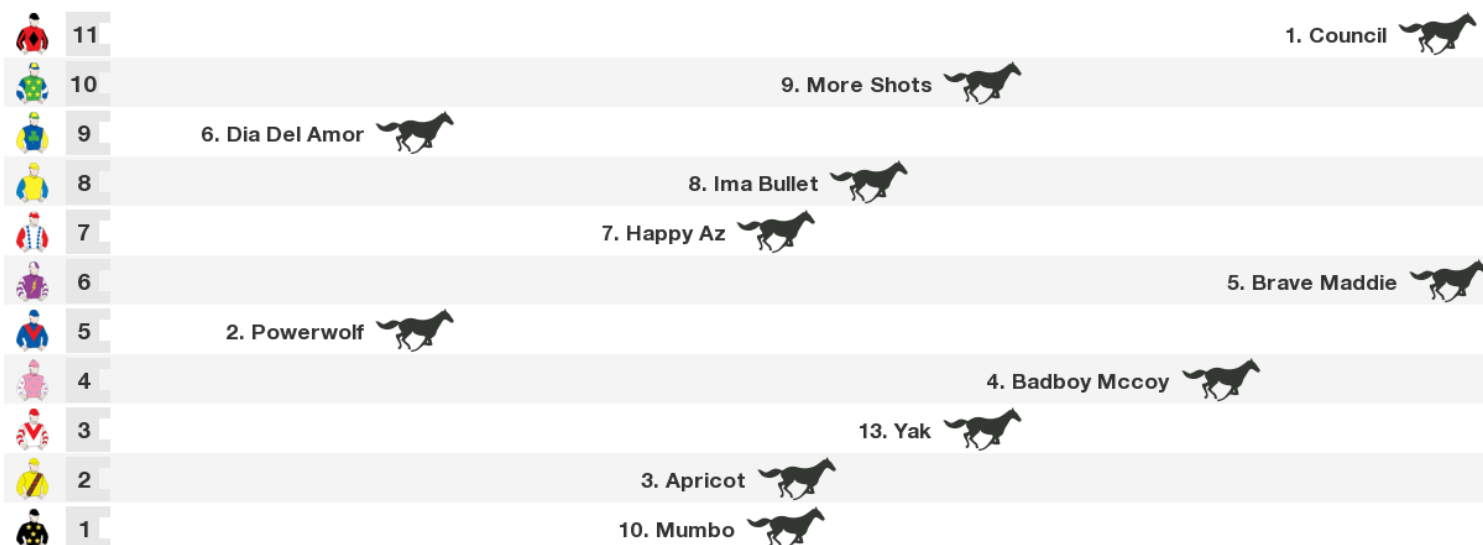 11 1. Council
10 9. More Shots
9 6. Dia Del Amor
8 8. Ima Bullet
7 7. Happy Az
6 5. Brave Maddie
5 2. Powerwolf
4 4. Badboy Mccoy
3 13. Yak
2 3. Apricot
1 10. Mumbo